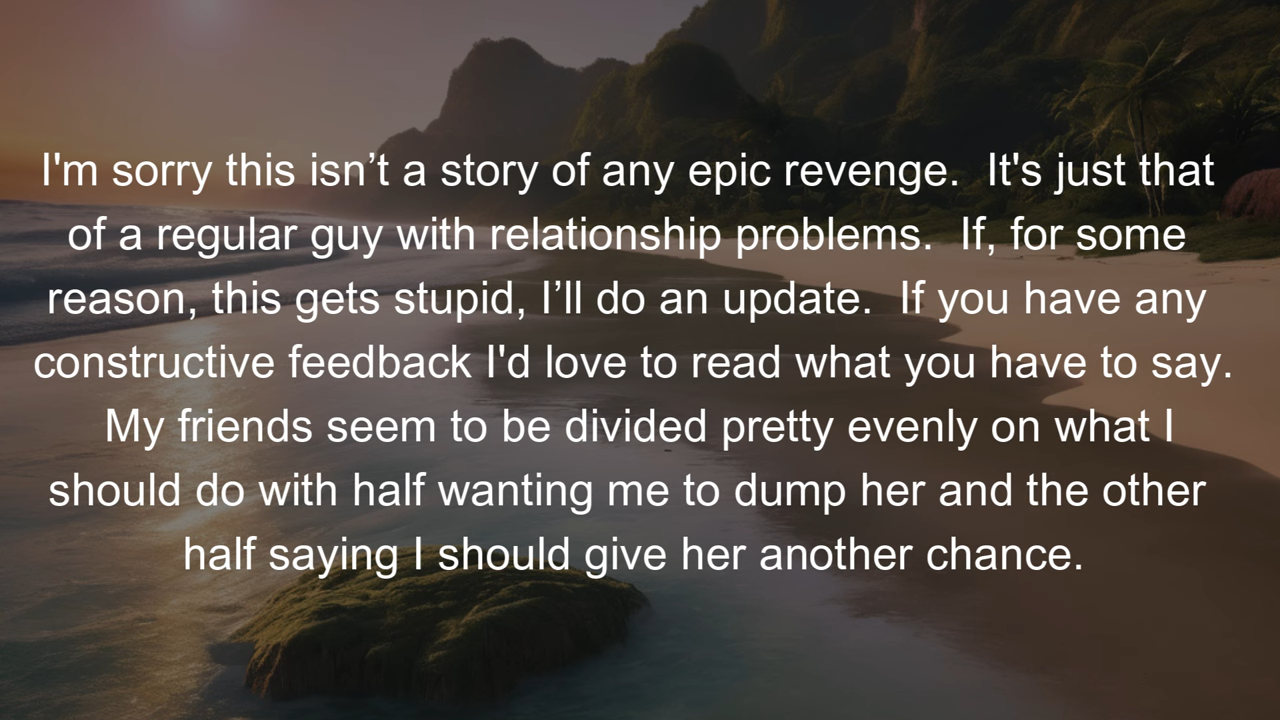 I'm sorry this isn’t a story of any epic revenge.  It's just that
of a regular guy with relationship problems.  If, for some
reason, this gets stupid, I’ll do an update.  If you have any
constructive feedback I'd love to read what you have to say.
My friends seem to be divided pretty evenly on what I
should do with half wanting me to dump her and the other
half saying I should give her another chance.